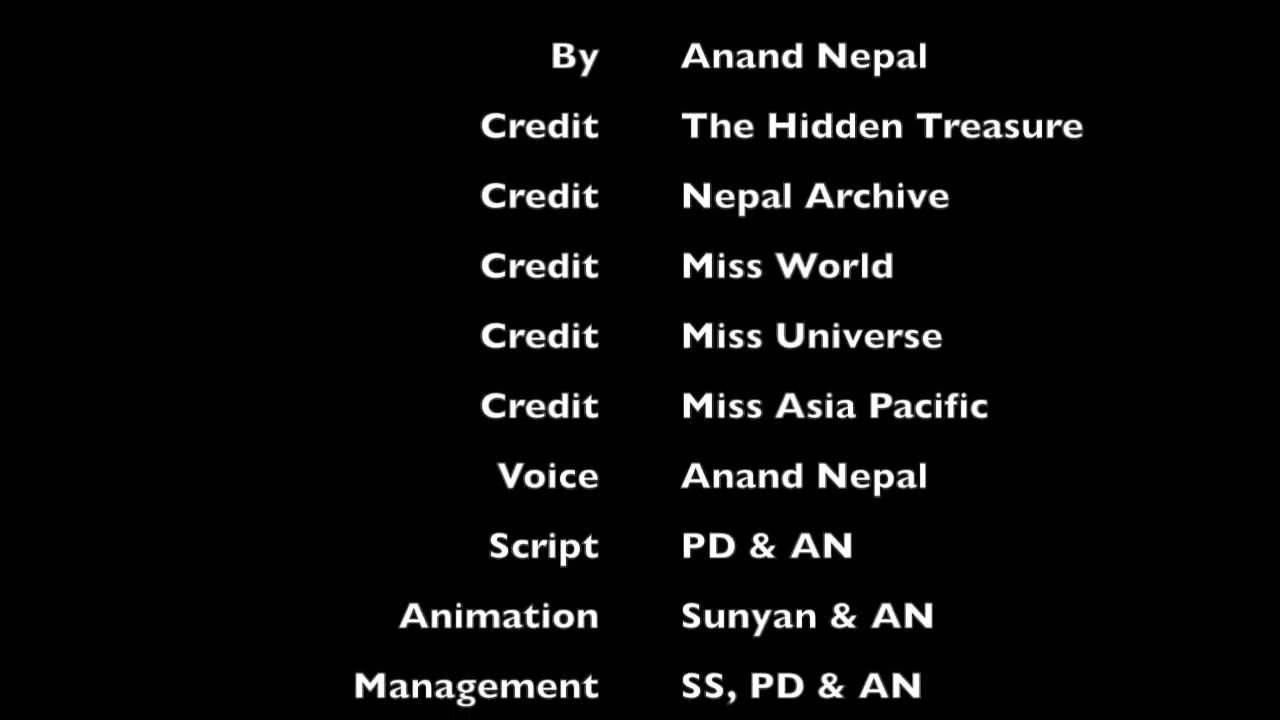 By Anand Nepal
Credit The Hidden Treasure
Credit Nepal Archive
Credit Miss World
Credit Miss Universe
Credit Miss Asia Pacific
Voice Anand Nepal
Script PD & AN
Animation Sunyan & AN
Management SS, PD & AN